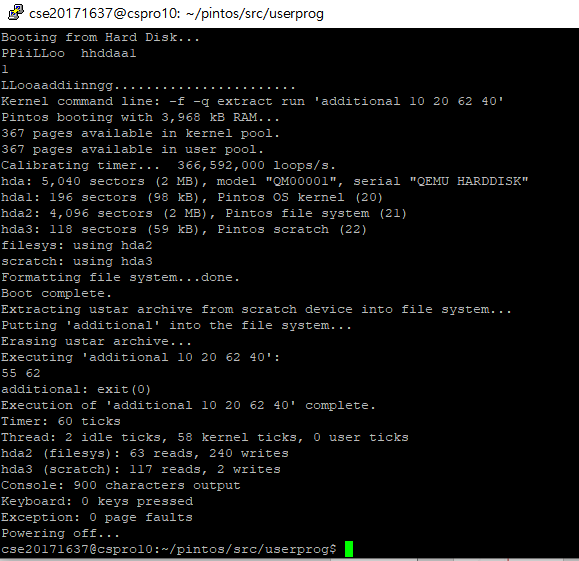 cse20171637@cspro10: ~/pintos/src/userprog
Booting from Hard Disk...
PPiiLLoo  hhddaa1
1
LLooaaddiinngg.......................
Kernel command line: -f -q extract run 'additional 10 20 62 40'
Pintos booting with 3,968 kB RAM...
367 pages available in kernel pool.
367 pages available in user pool.
Calibrating timer...  366,592,000 loops/s.
hda: 5,040 sectors (2 MB), model "QM00001", serial "QEMU HARDDISK"
hda1: 196 sectors (98 kB), Pintos OS kernel (20)
hda2: 4,096 sectors (2 MB), Pintos file system (21)
hda3: 118 sectors (59 kB), Pintos scratch (22)
filesys: using hda2
scratch: using hda3
Formatting file system...done.
Boot complete.
Extracting ustar archive from scratch device into file system...
Putting 'additional' into the file system...
Erasing ustar archive...
Executing 'additional 10 20 62 40':
55 62
additional: exit(0)
Execution of 'additional 10 20 62 40' complete.
Timer: 60 ticks
Thread: 2 idle ticks, 58 kernel ticks, 0 user ticks
hda2 (filesys): 63 reads, 240 writes
hda3 (scratch): 117 reads, 2 writes
Console: 900 characters output
Keyboard: 0 keys pressed
Exception: 0 page faults
Powering off...
cse20171637@cspro10:~/pintos/src/userprog$